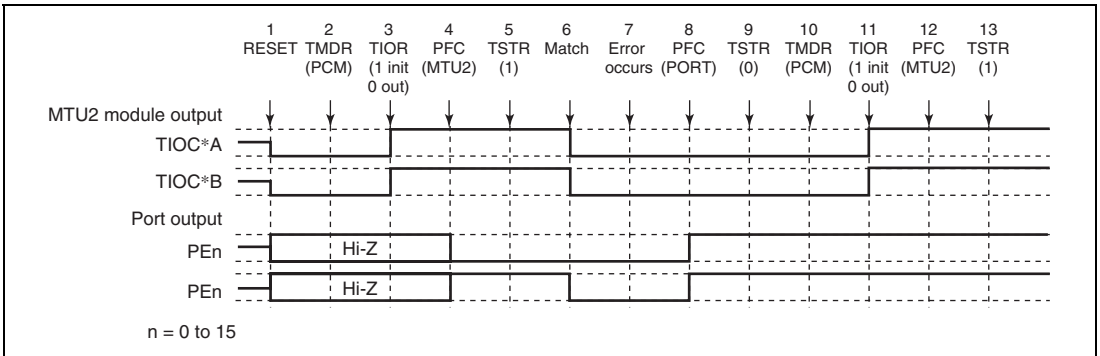 1 2 3 4 5 6 7 8 9 10 11 12 13
RESET TMDR TIOR PFC TSTR Match Error PFC TSTR TMDR TIOR PFC TSTR
(PCM) (1 init (MTU2) (1) occurs (PORT) (0) (PCM) (1 init (MTU2) (1)
0 out) 0 out)
MTU2 module output
TIOC*A
TIOC*B
Port output
PEn Hi-Z
PEn Hi-Z
n = 0 to 15